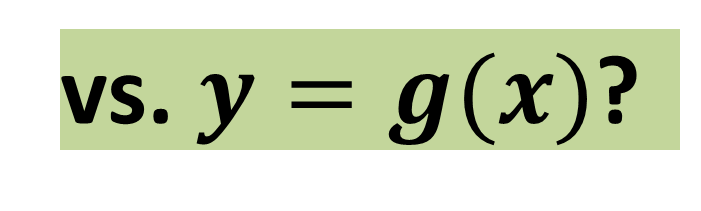 vs. y = g(x)?